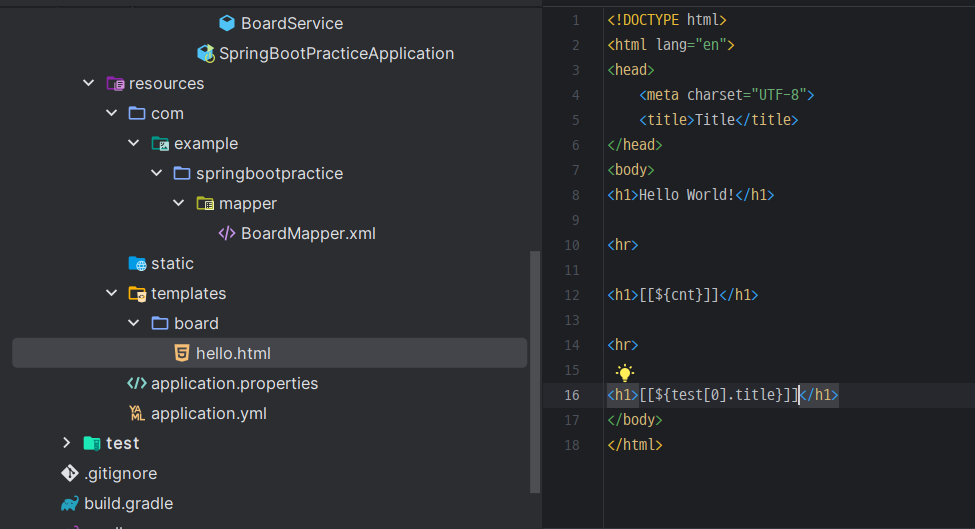 BoardService
SpringBootPracticeApplication
resources
com
example
springbootpractice
mapper
BoardMapper.xml
static
templates
board
hello.html
application.properties
application.yml
test
.gitignore
build.gradle
1 <!DOCTYPE html>
2 <html lang="en">
3 <head>
4 <meta charset="UTF-8">
5 <title>Title</title>
6 </head>
7 <body>
8 <h1>Hello World!</h1>
9
10 <hr>
11
12 <h1>[[${cnt}]]</h1>
13
14 <hr>
15
16 <h1>[[${test[0].title}]]</h1>
17 </body>
18 </html>